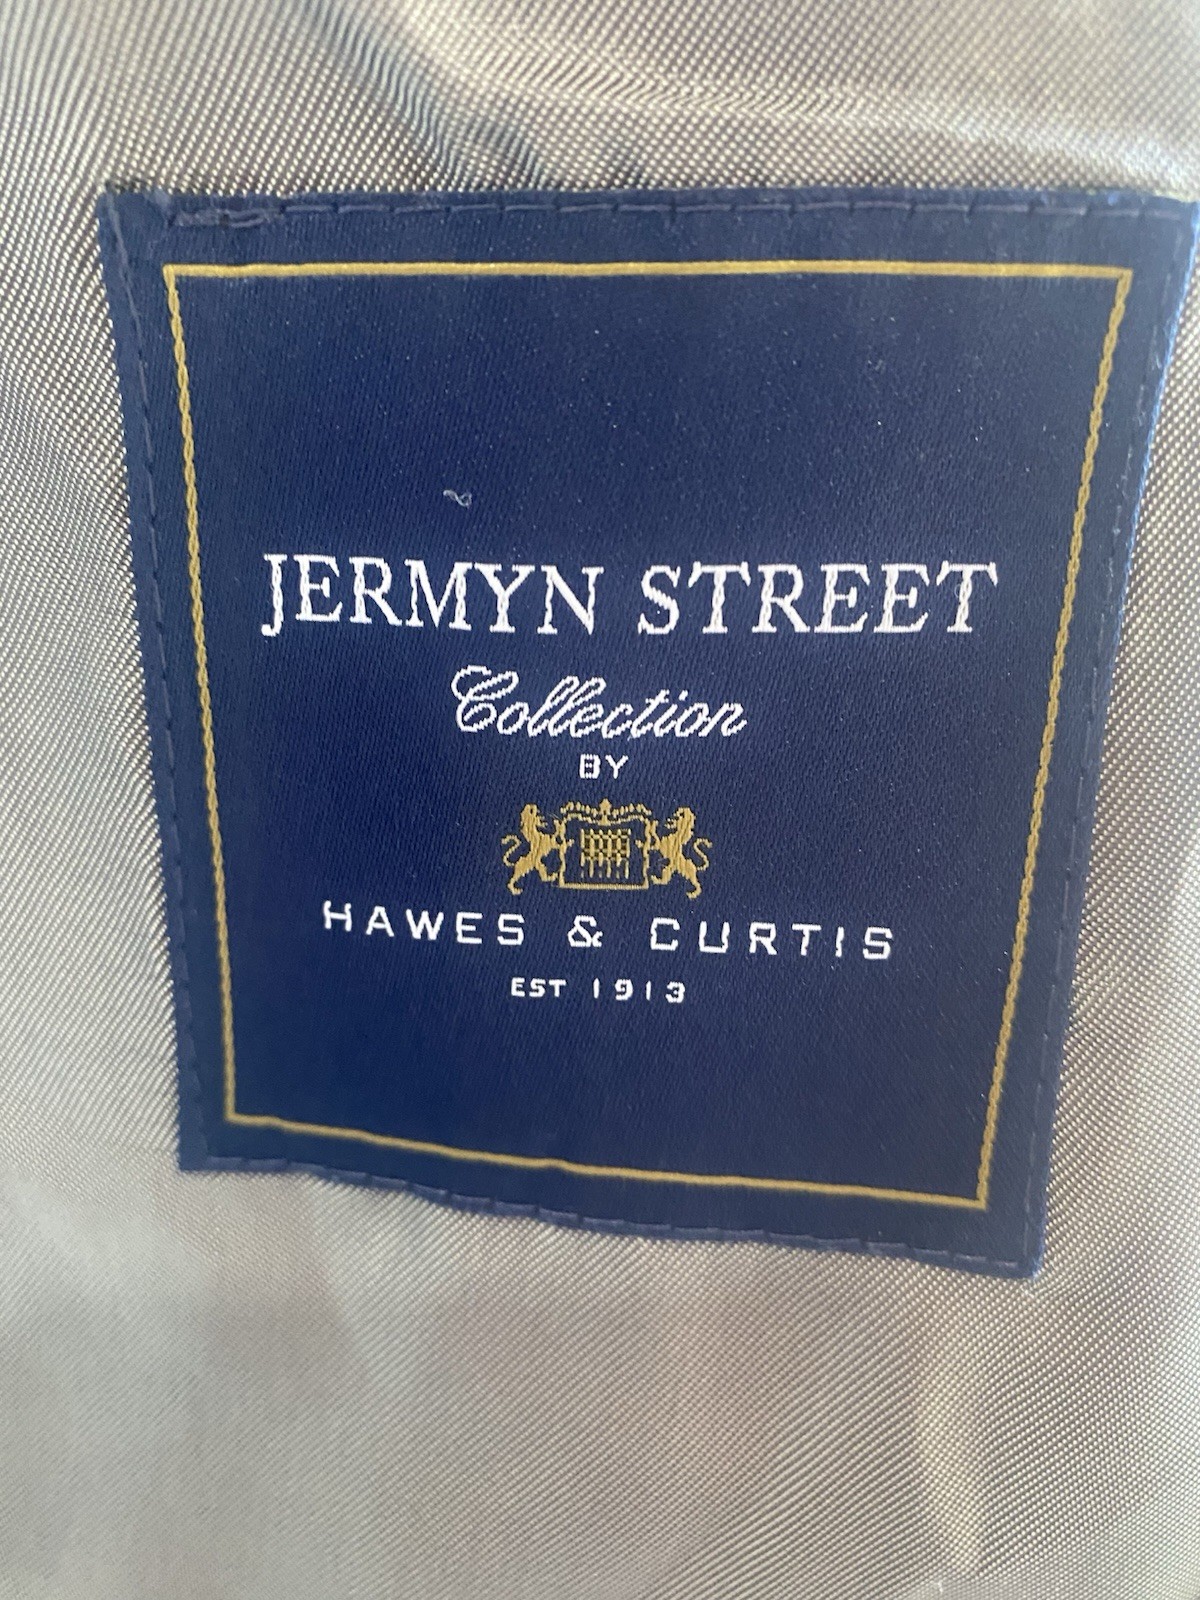 JERMYN STREET
Collection
BY
HAWES & CURTIS
EST 1913